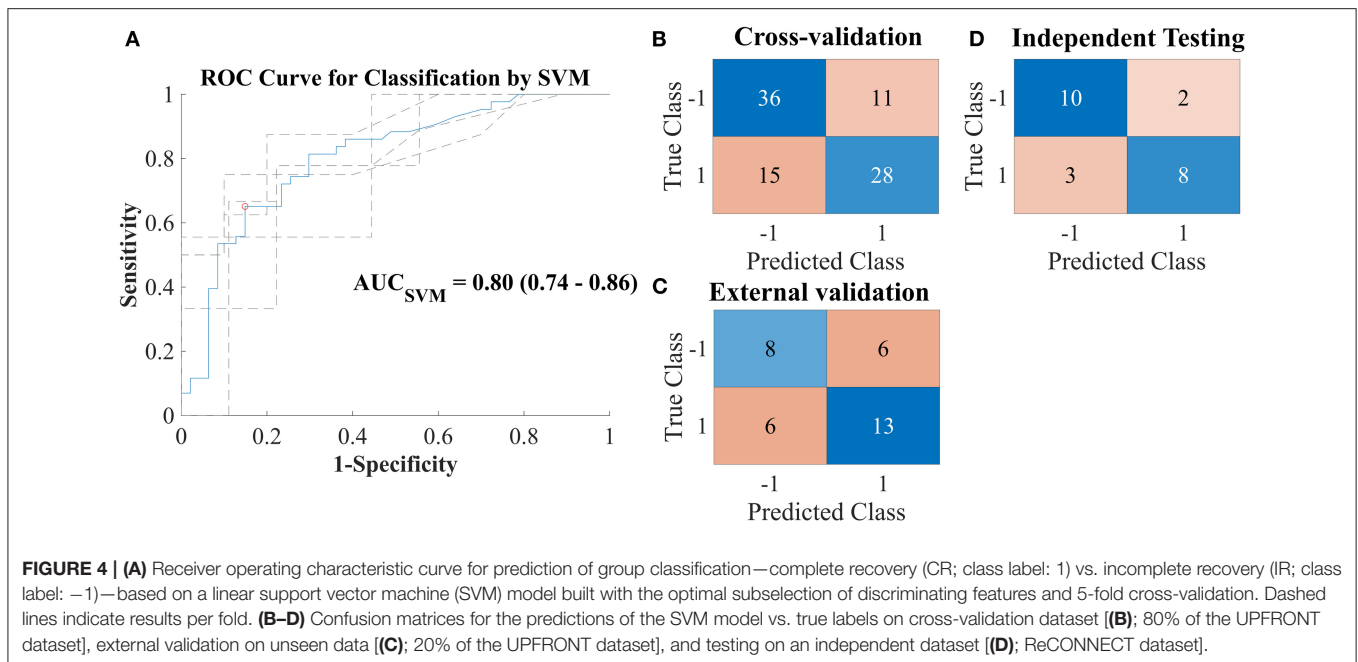 A
ROC Curve for Classification by SVM
1
0.8
0.6
0.4
0.2
0
Sensitivity
0 0.2 0.4 0.6 0.8 1
1-Specificity
AUC_SVM = 0.80 (0.74 - 0.86)
B
Cross-validation
True Class
-1 36 11
1 15 28
-1 1
Predicted Class
D
Independent Testing
True Class
-1 10 2
1 3 8
-1 1
Predicted Class
C
External validation
True Class
-1 8 6
1 6 13
-1 1
Predicted Class
FIGURE 4 | (A) Receiver operating characteristic curve for prediction of group classification—complete recovery (CR; class label: 1) vs. incomplete recovery (IR; class
label: −1)—based on a linear support vector machine (SVM) model built with the optimal subselection of discriminating features and 5-fold cross-validation. Dashed
lines indicate results per fold. (B–D) Confusion matrices for the predictions of the SVM model vs. true labels on cross-validation dataset [(B); 80% of the UPFRONT
dataset], external validation on unseen data [(C); 20% of the UPFRONT dataset], and testing on an independent dataset [(D); ReCONNECT dataset].